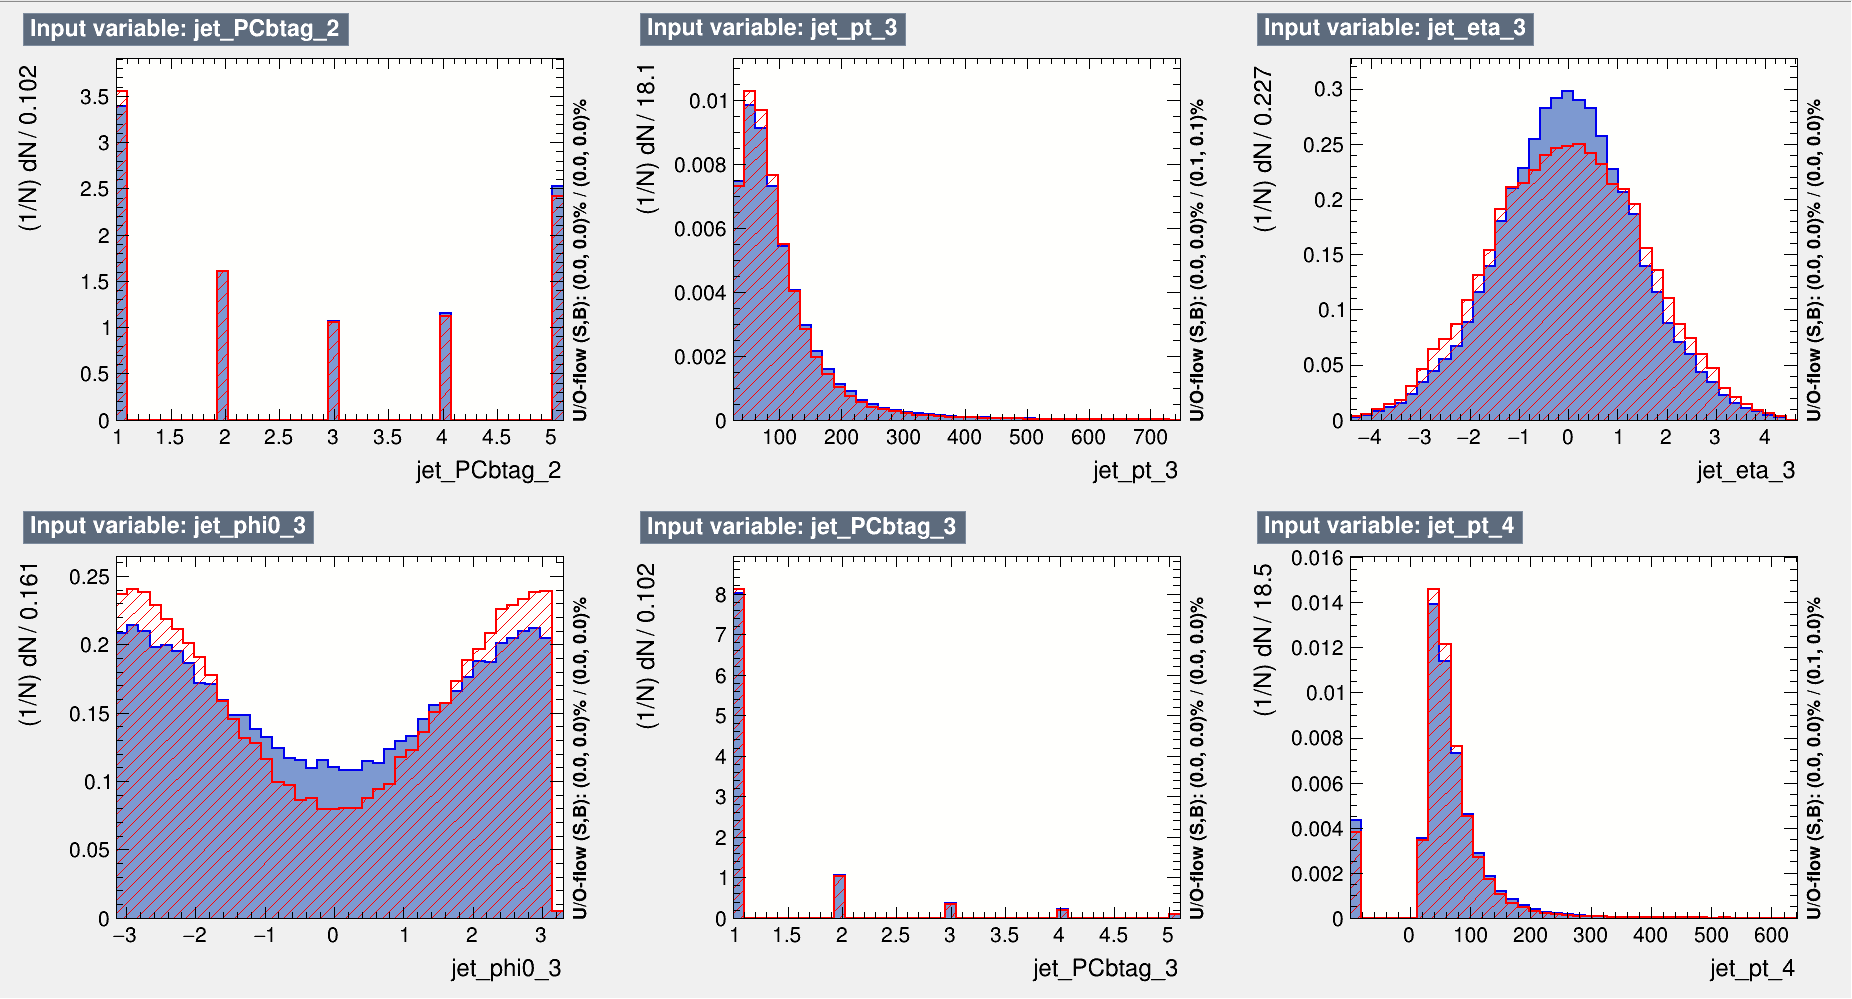 Input variable: jet_PCbtag_2
(1/N) dN / 0.102
3.5
3
2.5
2
1.5
1
0.5
0
1 1.5 2 2.5 3 3.5 4 4.5 5
jet_PCbtag_2
U/O-flow (S,B): (0.0, 0.0)% / (0.0, 0.0)%
Input variable: jet_pt_3
(1/N) dN / 18.1
0.01
0.008
0.006
0.004
0.002
0
100 200 300 400 500 600 700
jet_pt_3
U/O-flow (S,B): (0.0, 0.0)% / (0.1, 0.1)%
Input variable: jet_eta_3
(1/N) dN / 0.227
0.3
0.25
0.2
0.15
0.1
0.05
0
−4 −3 −2 −1 0 1 2 3 4
jet_eta_3
U/O-flow (S,B): (0.0, 0.0)% / (0.0, 0.0)%
Input variable: jet_phi0_3
(1/N) dN / 0.161
0.25
0.2
0.15
0.1
0.05
0
−3 −2 −1 0 1 2 3
jet_phi0_3
U/O-flow (S,B): (0.0, 0.0)% / (0.0, 0.0)%
Input variable: jet_PCbtag_3
(1/N) dN / 0.102
8
7
6
5
4
3
2
1
0
1 1.5 2 2.5 3 3.5 4 4.5 5
jet_PCbtag_3
U/O-flow (S,B): (0.0, 0.0)% / (0.0, 0.0)%
Input variable: jet_pt_4
(1/N) dN / 18.5
0.016
0.014
0.012
0.01
0.008
0.006
0.004
0.002
0
0 100 200 300 400 500 600
jet_pt_4
U/O-flow (S,B): (0.0, 0.0)% / (0.1, 0.0)%